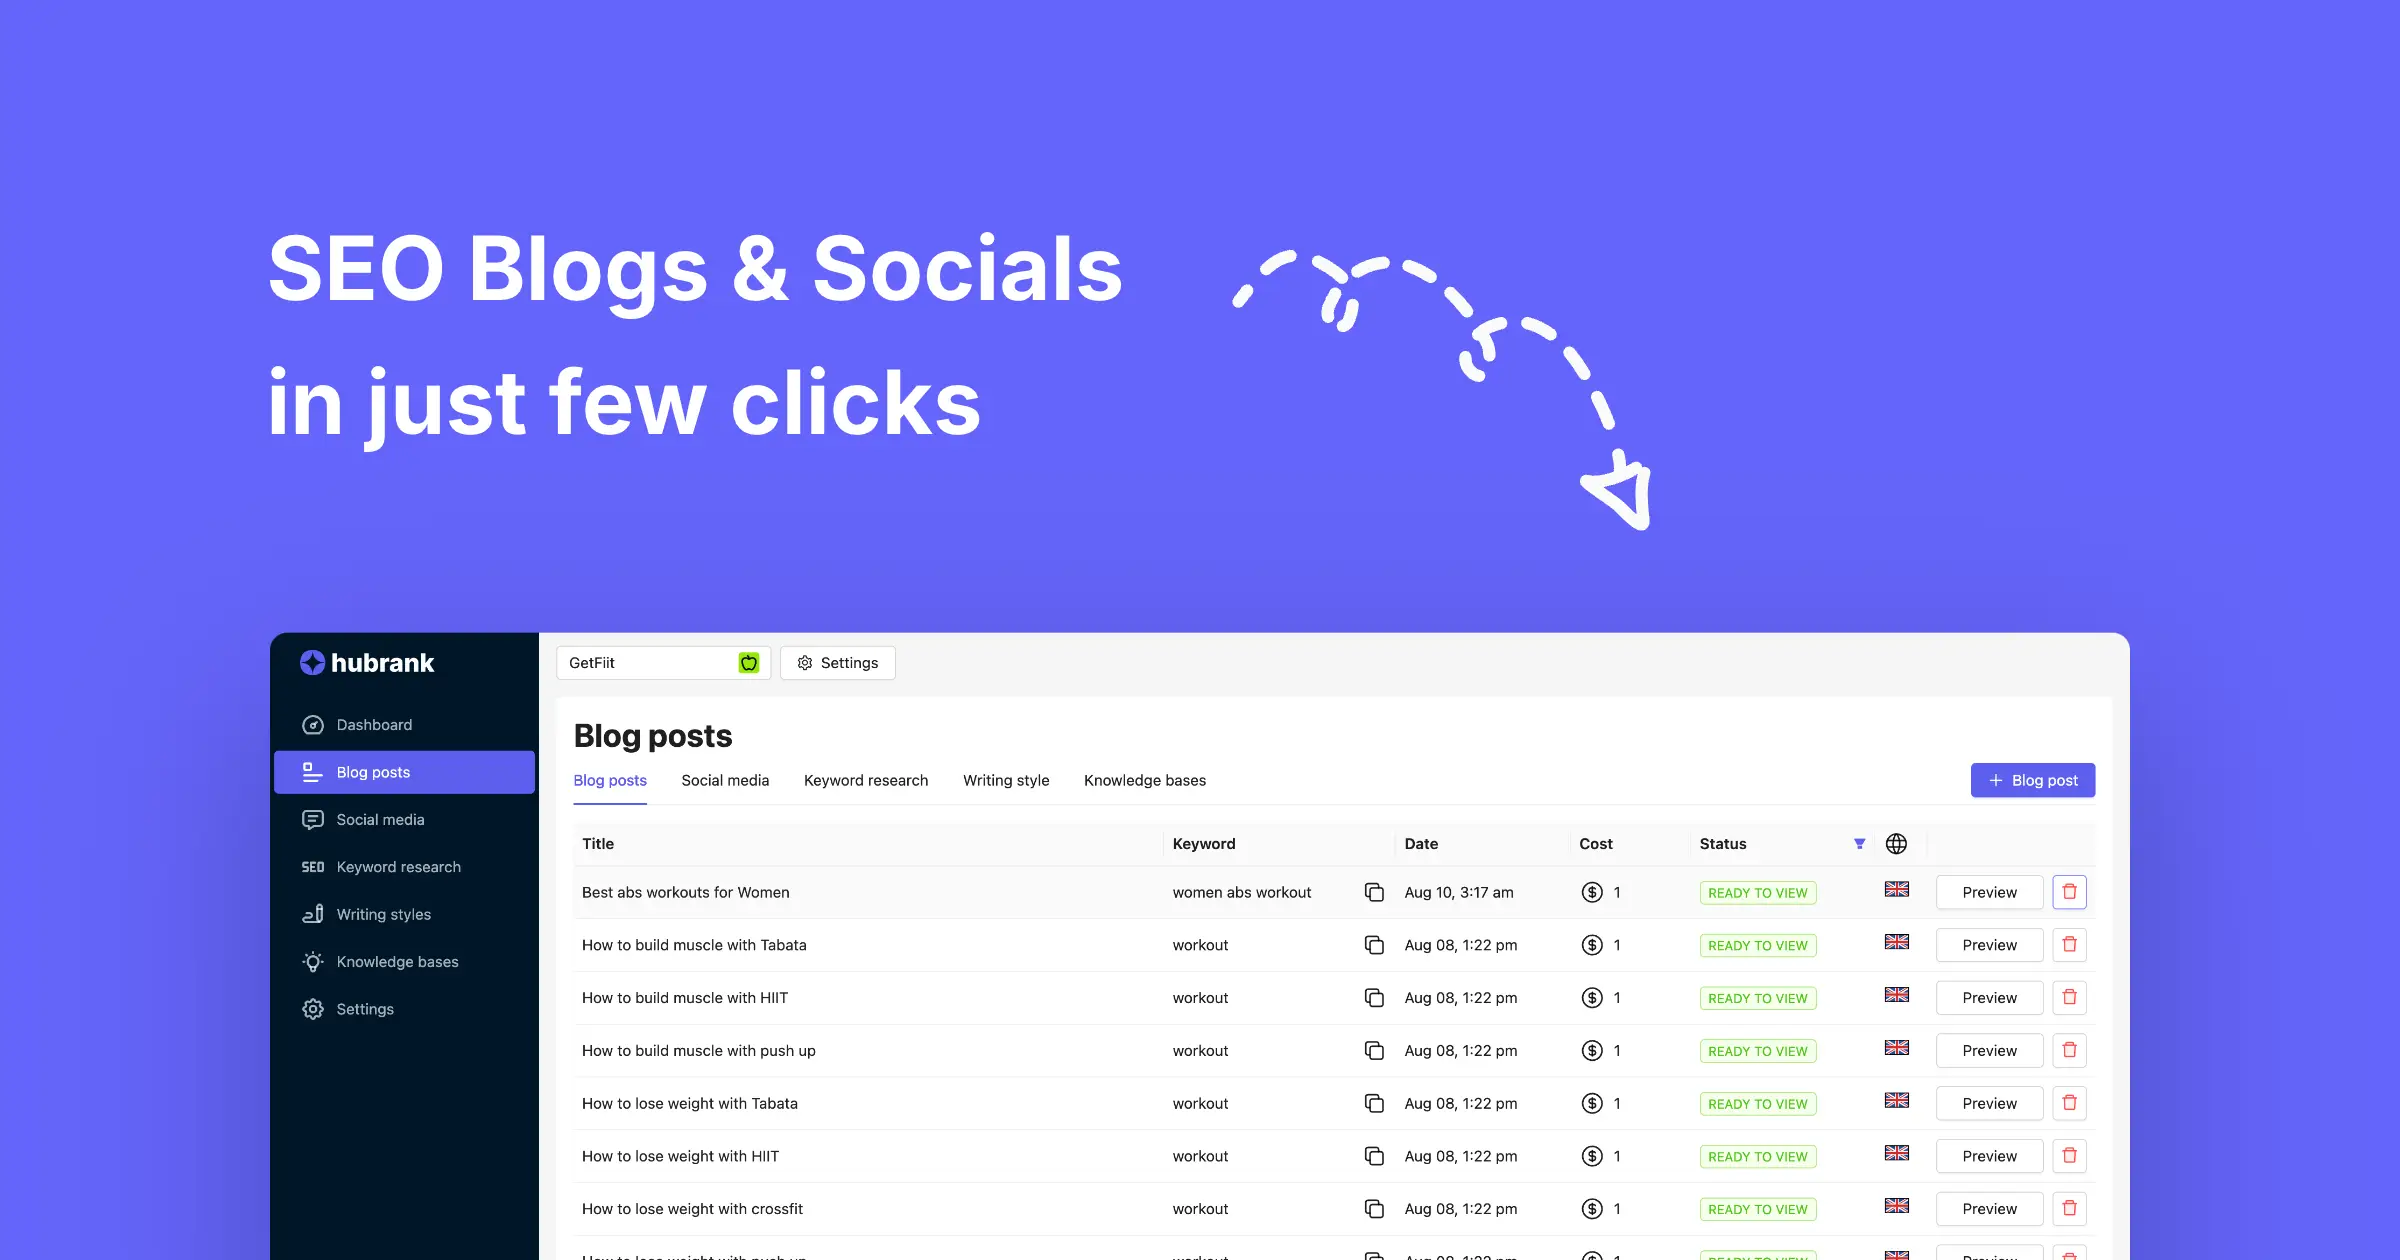 SEO Blogs & Socials
in just few clicks
hubrank
GetFiit
Settings
Dashboard
Blog posts
Social media
SEO Keyword research
Writing styles
Knowledge bases
Settings
Blog posts
Blog posts Social media Keyword research Writing style Knowledge bases
+ Blog post
Title Keyword Date Cost Status
Best abs workouts for Women women abs workout Aug 10, 3:17 am $ 1 READY TO VIEW Preview
How to build muscle with Tabata workout Aug 08, 1:22 pm $ 1 READY TO VIEW Preview
How to build muscle with HIIT workout Aug 08, 1:22 pm $ 1 READY TO VIEW Preview
How to build muscle with push up workout Aug 08, 1:22 pm $ 1 READY TO VIEW Preview
How to lose weight with Tabata workout Aug 08, 1:22 pm $ 1 READY TO VIEW Preview
How to lose weight with HIIT workout Aug 08, 1:22 pm $ 1 READY TO VIEW Preview
How to lose weight with crossfit workout Aug 08, 1:22 pm $ 1 READY TO VIEW Preview